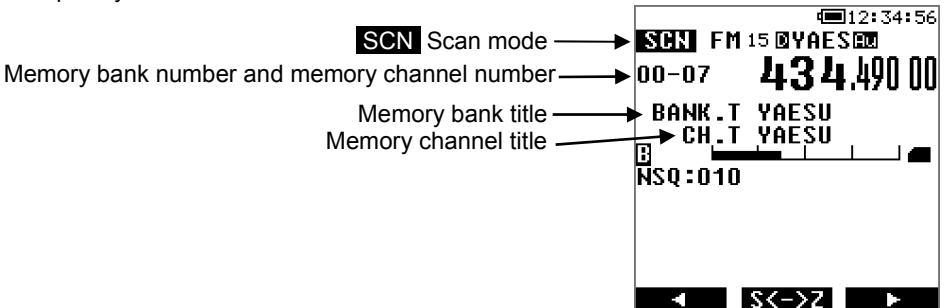 12:34:56
SCN Scan mode
SCN FM 15 D YAES Au
Memory bank number and memory channel number
00-07 434.490 00
Memory bank title
BANK.T YAESU
Memory channel title
CH.T YAESU
B
NSQ:010
S<->Z